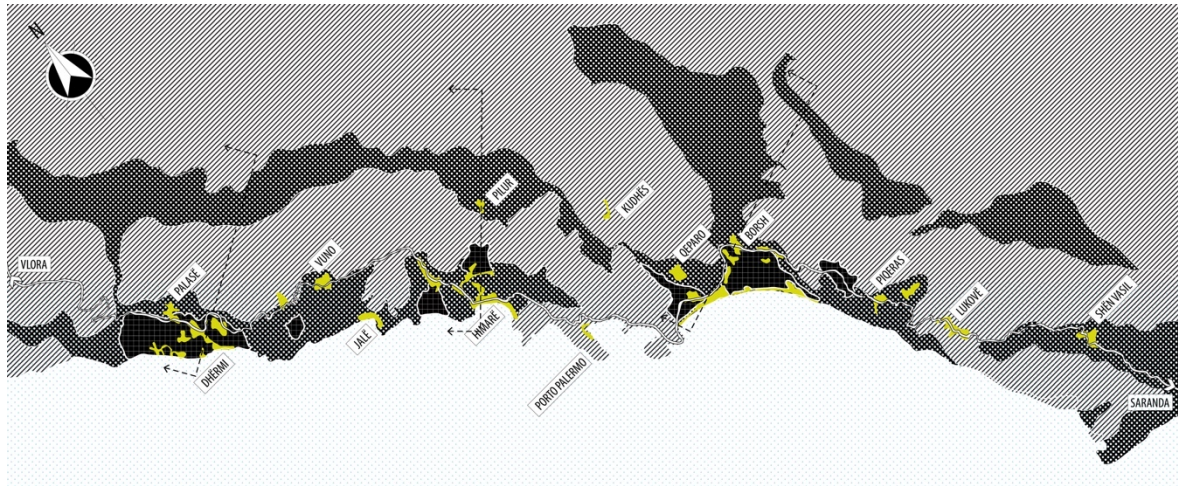 N
VLORA
PALASË
DHËRMI
VUNO
JALË
HIMARË
PILUR
PORTO PALERMO
KUDHËS
QEPARO
BORSH
PIQERAS
LUKOVË
SHËN VASIL
SARANDA